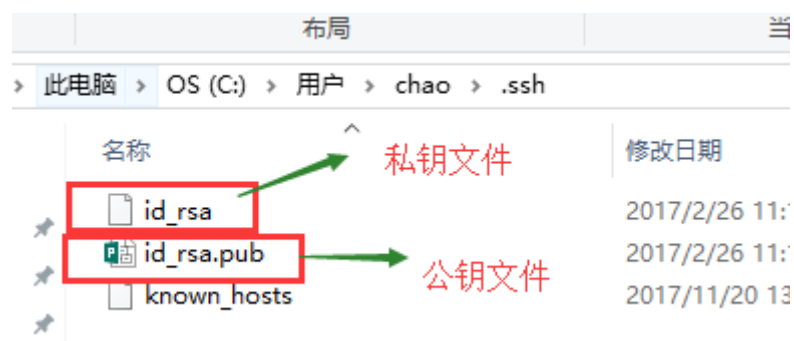 布局
此电脑 > OS (C:) > 用户 > chao > .ssh
名称 修改日期
私钥文件
id_rsa 2017/2/26 11:
id_rsa.pub 2017/2/26 11:
公钥文件
known_hosts 2017/11/20 13